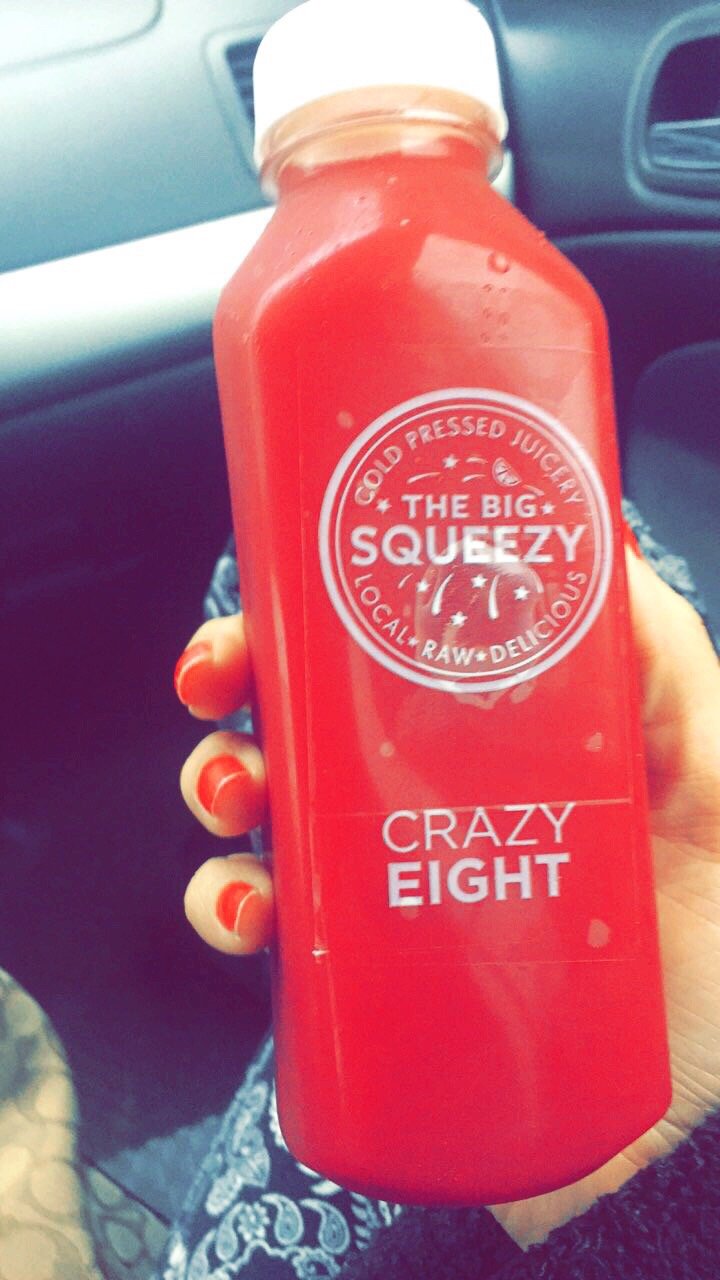 COLD PRESSED JUICERY
THE BIG
SQUEEZY
LOCAL★RAW★DELICIOUS
CRAZY
EIGHT